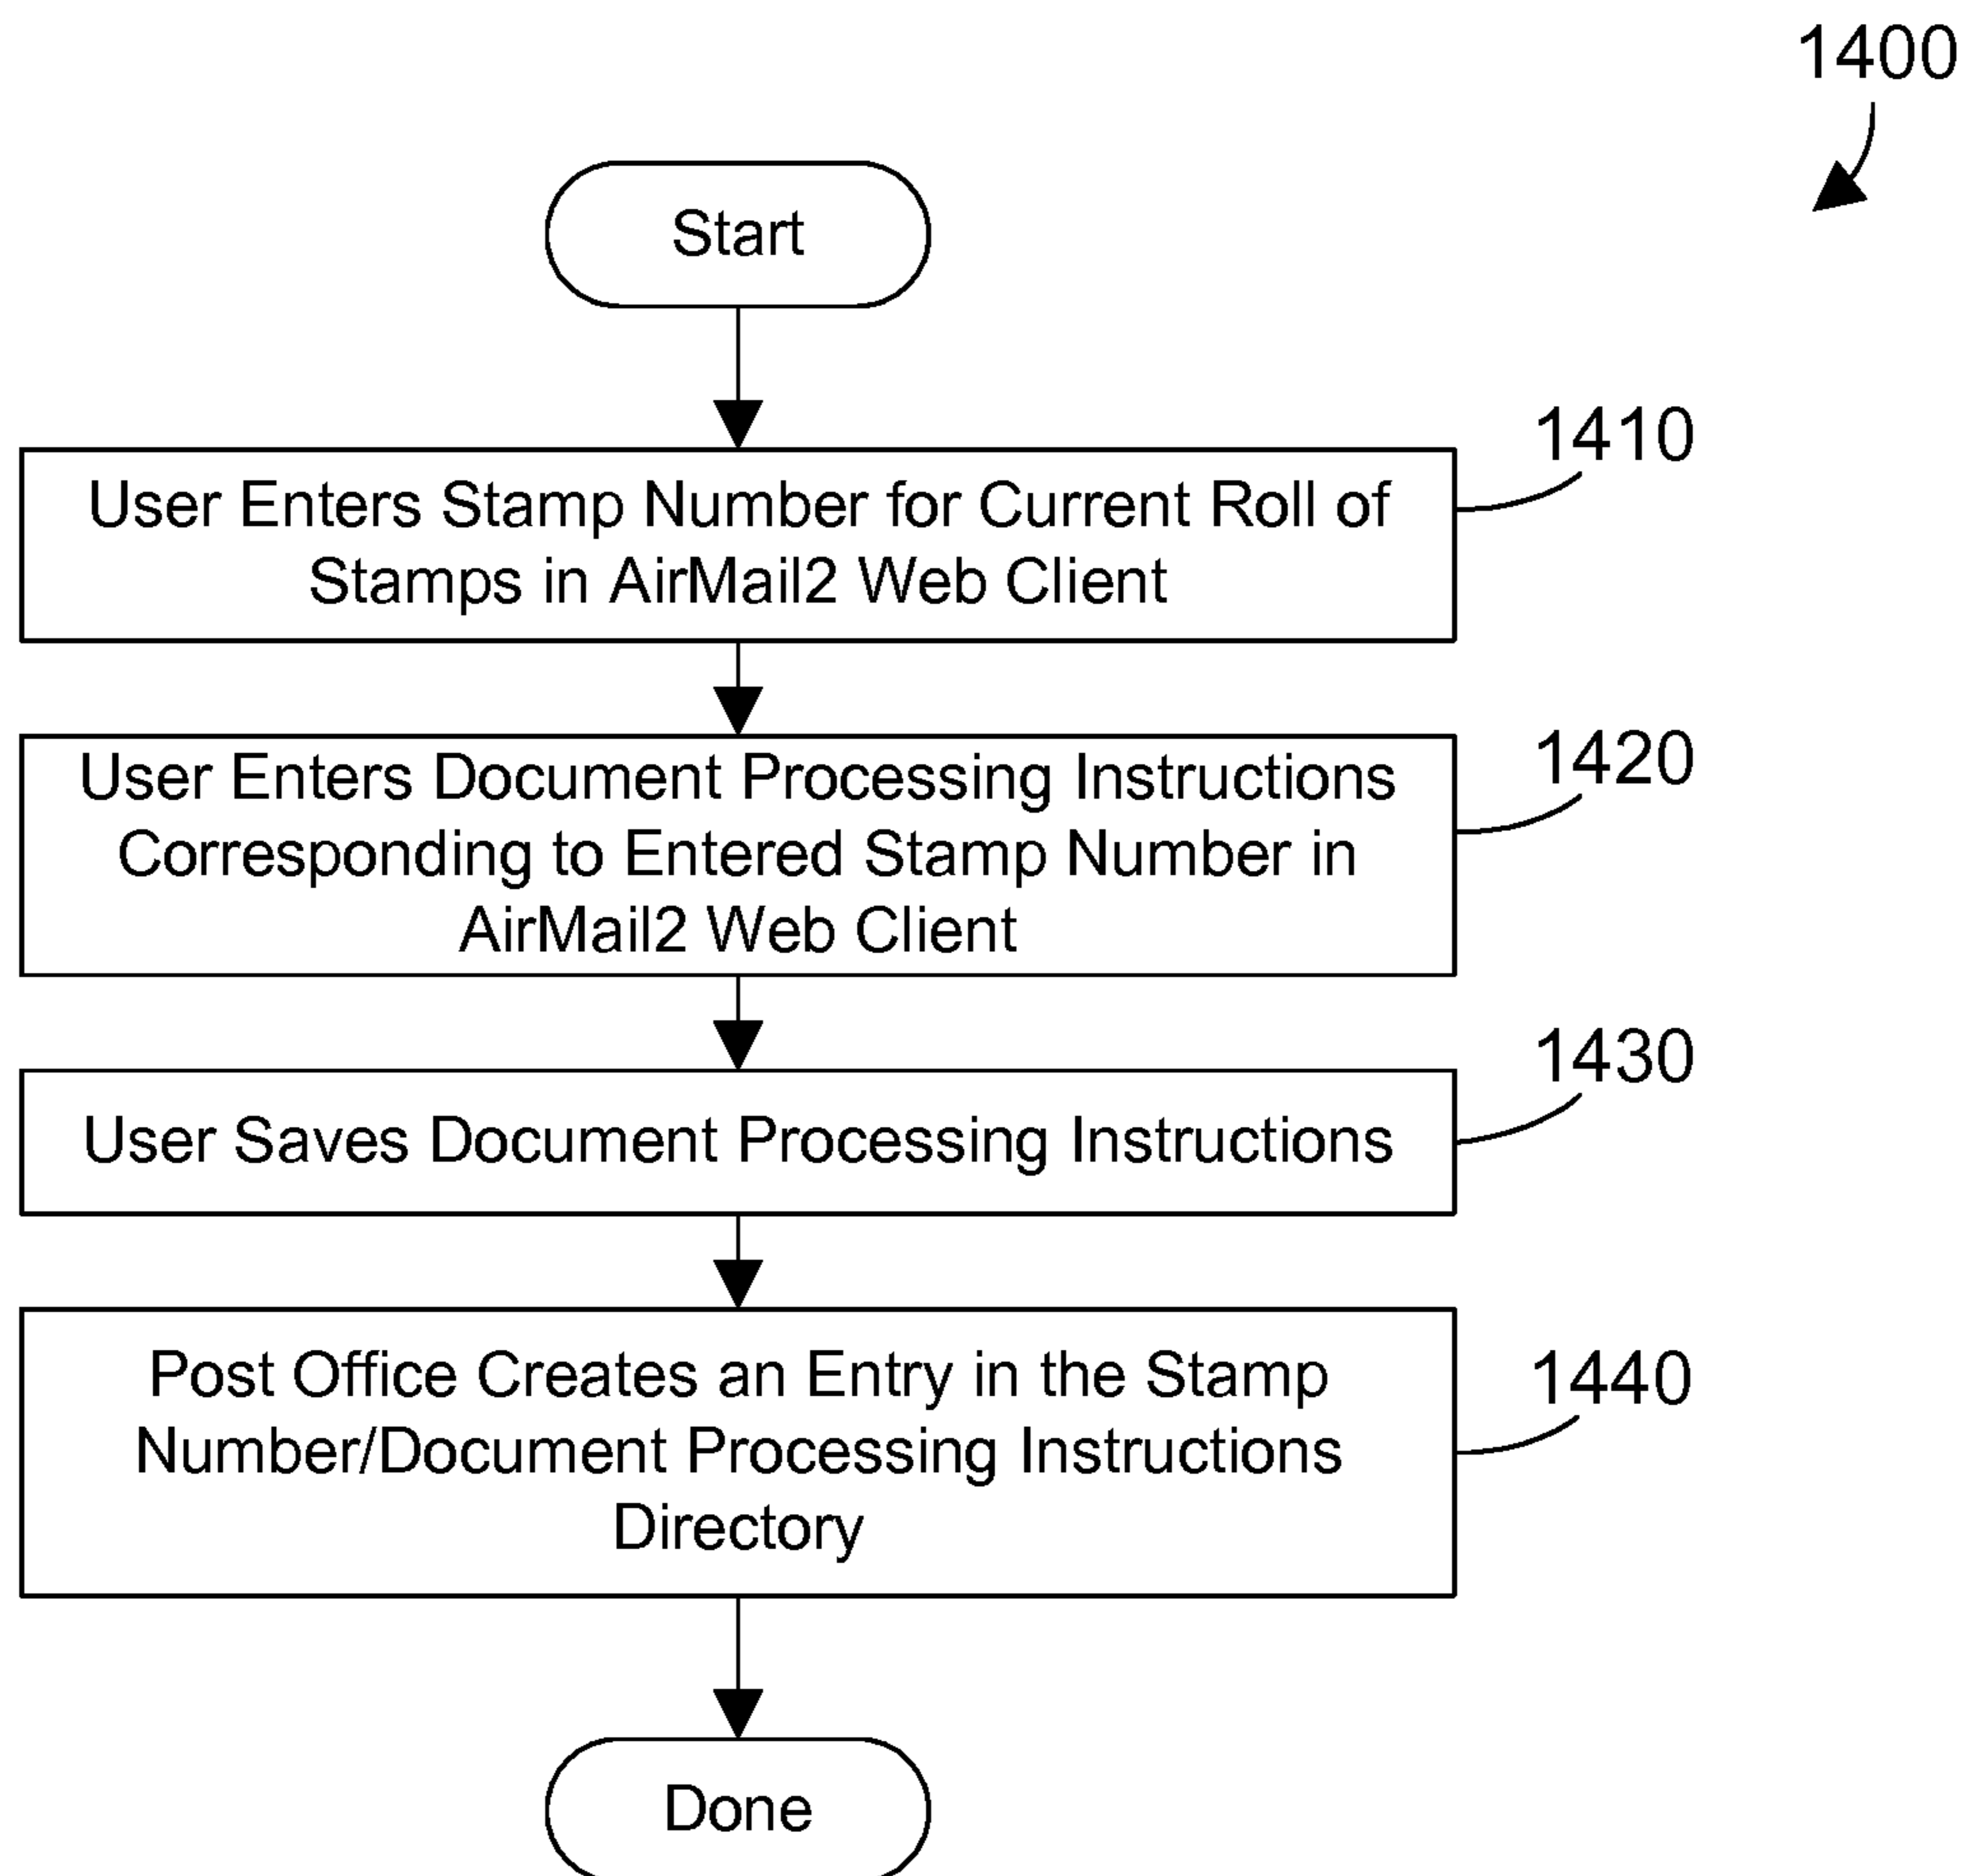 1400
Start
1410
User Enters Stamp Number for Current Roll of
Stamps in AirMail2 Web Client
1420
User Enters Document Processing Instructions
Corresponding to Entered Stamp Number in
AirMail2 Web Client
1430
User Saves Document Processing Instructions
1440
Post Office Creates an Entry in the Stamp
Number/Document Processing Instructions
Directory
Done